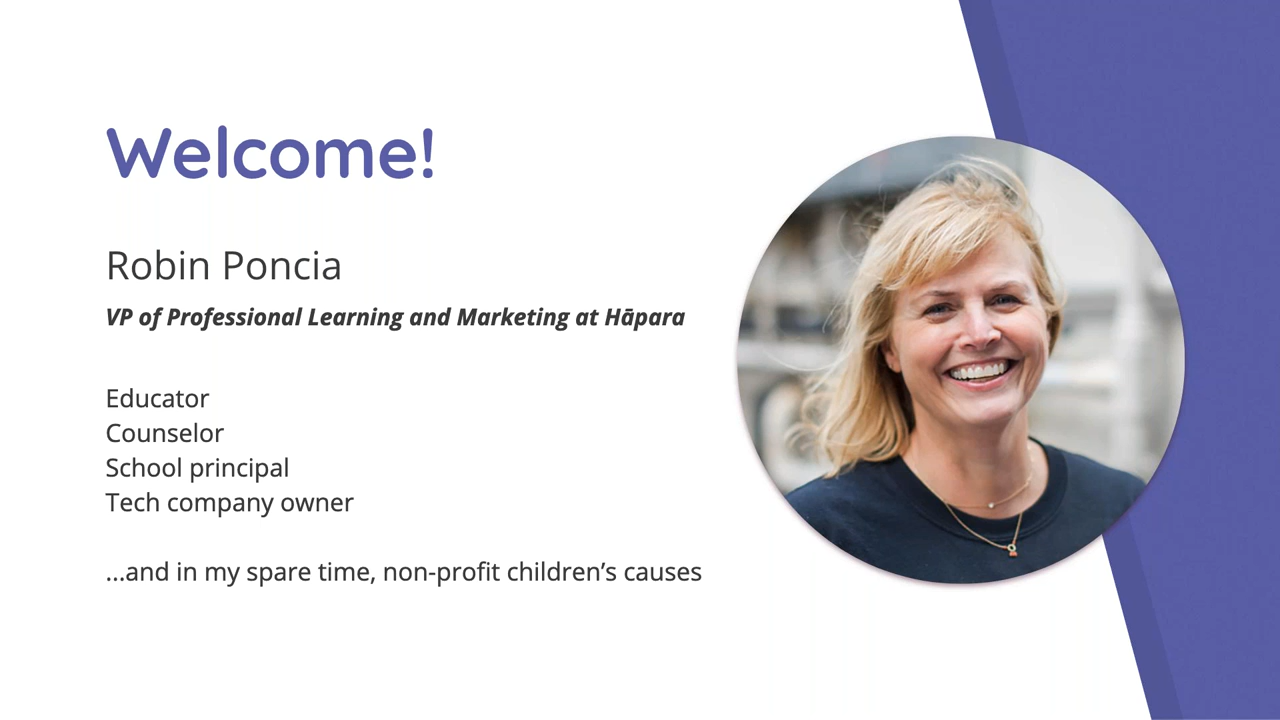 Welcome!
Robin Poncia
VP of Professional Learning and Marketing at Hāpara
Educator
Counselor
School principal
Tech company owner
...and in my spare time, non-profit children’s causes